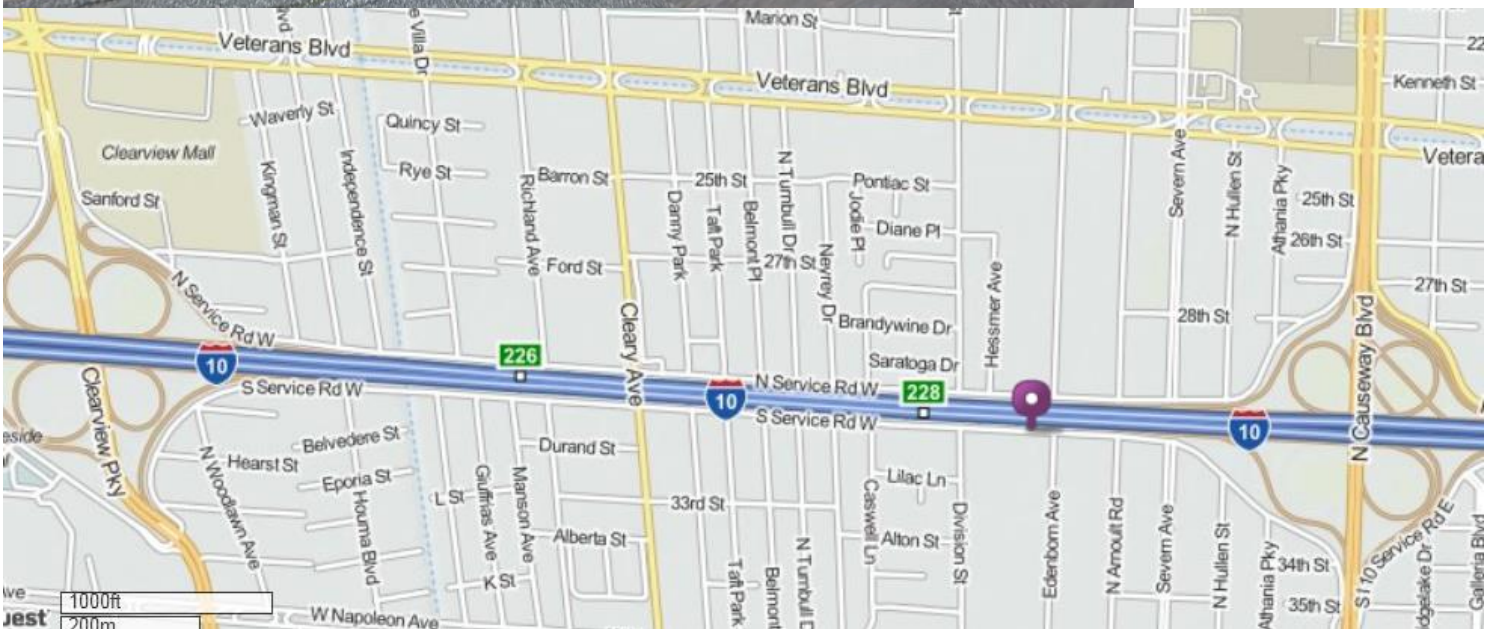 Marion St
Veterans Blvd
Veterans Blvd
Kenneth St
Waverly St
Quincy St
Clearview Mall
Rye St
Barron St
25th St
Pontiac St
25th St
Sanford St
Kingman St
Independence St
Richland Ave
Danny Park
Taft Park
Belmont Pl
N Turnbull Dr
Jodie Pl
Diane Pl
Severn Ave
N Hullen St
Athania Pky
26th St
Ford St
27th St
Nevrey Dr
Hessmer Ave
27th St
N Service Rd W
Cleary Ave
Brandywine Dr
28th St
N Causeway Blvd
Saratoga Dr
10
226
N Service Rd W
228
10
S Service Rd W
S Service Rd W
10
Clearview Pky
Belvedere St
Durand St
Hearst St
Eporia St
Lilac Ln
N Woodlawn Ave
Houma Blvd
L St
Giuffrias Ave
Manson Ave
33rd St
Caswell Ln
Division St
Edenborn Ave
N Arnoult Rd
Severn Ave
N Hullen St
Athania Pky
Alberta St
Alton St
34th St
S I 10 Service Rd E
K St
Taft Park
Belmont
N Turnbull D
35th St
Galleria Blvd
1000ft
W Napoleon Ave
200m